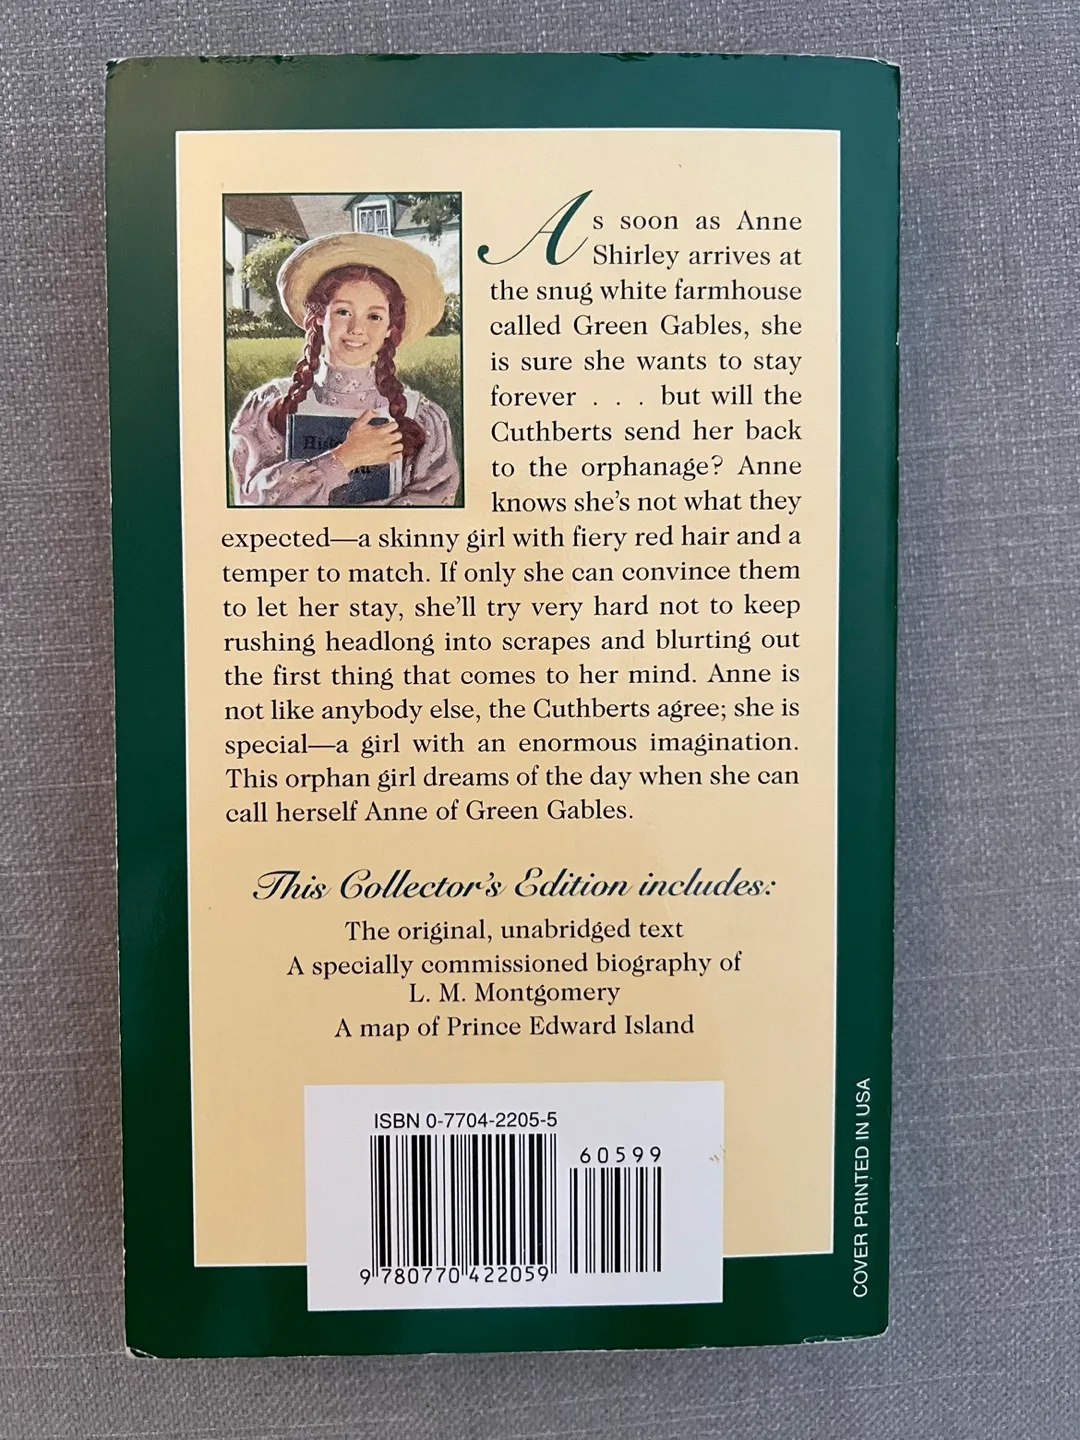 As soon as Anne
Shirley arrives at
the snug white farmhouse
called Green Gables, she
is sure she wants to stay
forever . . . but will the
Cuthberts send her back
to the orphanage? Anne
knows she's not what they
expected—a skinny girl with fiery red hair and a
temper to match. If only she can convince them
to let her stay, she'll try very hard not to keep
rushing headlong into scrapes and blurting out
the first thing that comes to her mind. Anne is
not like anybody else, the Cuthberts agree; she is
special—a girl with an enormous imagination.
This orphan girl dreams of the day when she can
call herself Anne of Green Gables.
This Collector's Edition includes:
The original, unabridged text
A specially commissioned biography of
L. M. Montgomery
A map of Prince Edward Island
ISBN 0-7704-2205-5
60599
9 780770 422059
COVER PRINTED IN USA